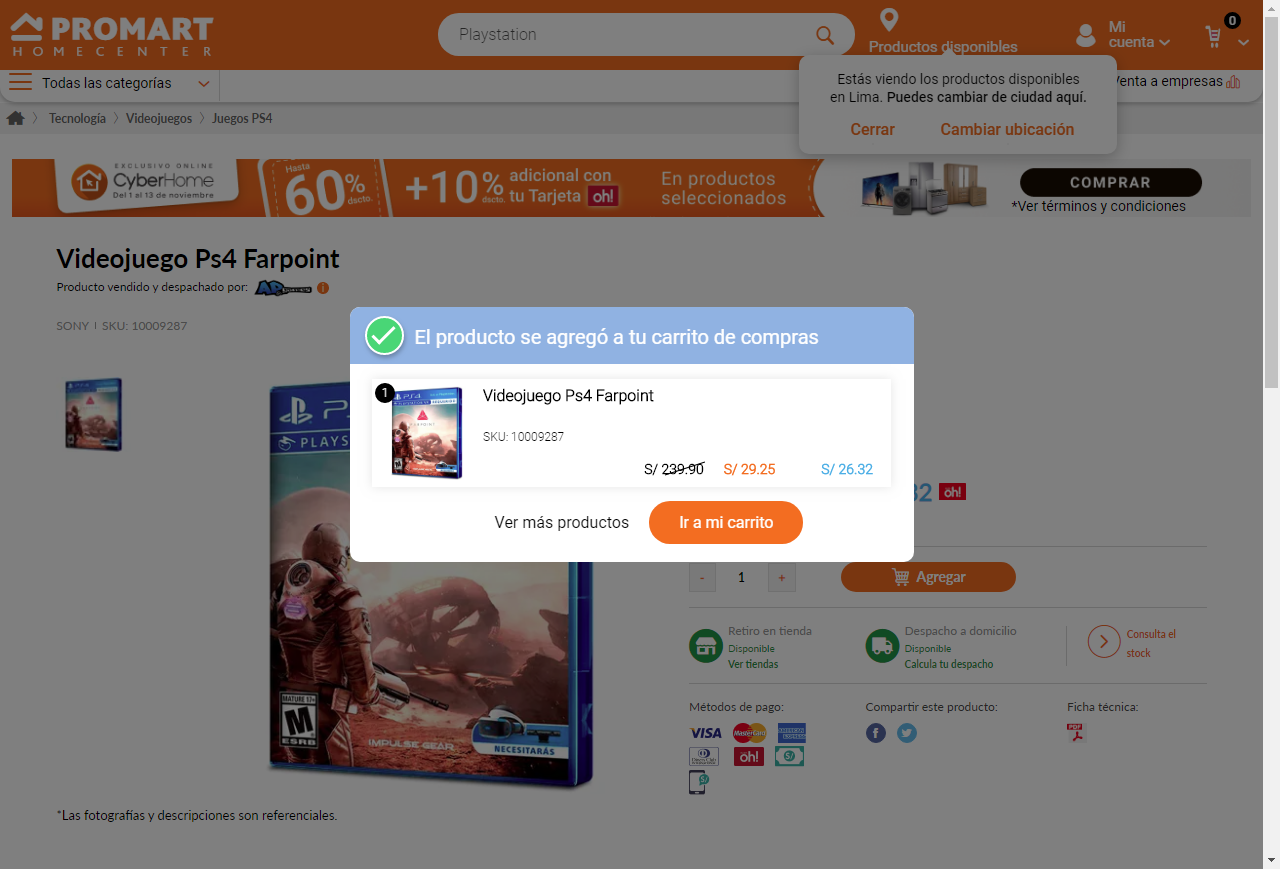 PROMART
HOMECENTER
Playstation
Productos disponibles
Mi
cuenta
0
Todas las categorías
Venta a empresas
Estás viendo los productos disponibles
en Lima. Puedes cambiar de ciudad aquí.
Cerrar
Cambiar ubicación
Tecnología
Videojuegos
Juegos PS4
EXCLUSIVO ONLINE
CyberHome
Del 1 al 13 de noviembre
Hasta
60%
dscto.
+10%
dscto.
adicional con
tu Tarjeta oh!
En productos
seleccionados
COMPRAR
*Ver términos y condiciones
Videojuego Ps4 Farpoint
Producto vendido y despachado por:
SONY
SKU: 10009287
El producto se agregó a tu carrito de compras
1
Videojuego Ps4 Farpoint
SKU: 10009287
S/ 239.90
S/ 29.25
S/ 26.32
Ver más productos
Ir a mi carrito
32
oh!
-
1
+
Agregar
Retiro en tienda
Disponible
Ver tiendas
Despacho a domicilio
Disponible
Calcula tu despacho
Consulta el
stock
MATURE 17+
M
ESRB
IMPULSE GEAR
NECESITARÁS
Métodos de pago:
VISA
MasterCard
oh!
Compartir este producto:
Ficha técnica:
PDF
*Las fotografías y descripciones son referenciales.